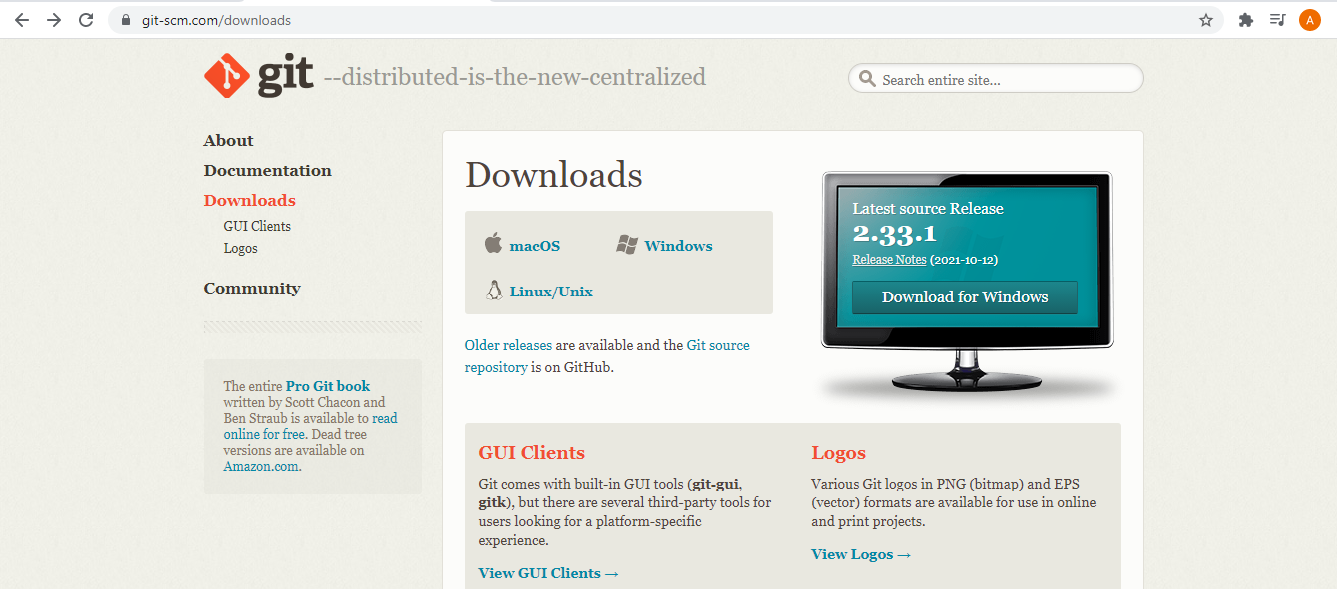 git-scm.com/downloads
A
git --distributed-is-the-new-centralized
Search entire site...
About
Documentation
Downloads
GUI Clients
Logos
Community
The entire Pro Git book
written by Scott Chacon and
Ben Straub is available to read
online for free. Dead tree
versions are available on
Amazon.com.
Downloads
macOS
Windows
Linux/Unix
Older releases are available and the Git source
repository is on GitHub.
Latest source Release
2.33.1
Release Notes (2021-10-12)
Download for Windows
GUI Clients
Git comes with built-in GUI tools (git-gui,
gitk), but there are several third-party tools for
users looking for a platform-specific
experience.
View GUI Clients →
Logos
Various Git logos in PNG (bitmap) and EPS
(vector) formats are available for use in online
and print projects.
View Logos →